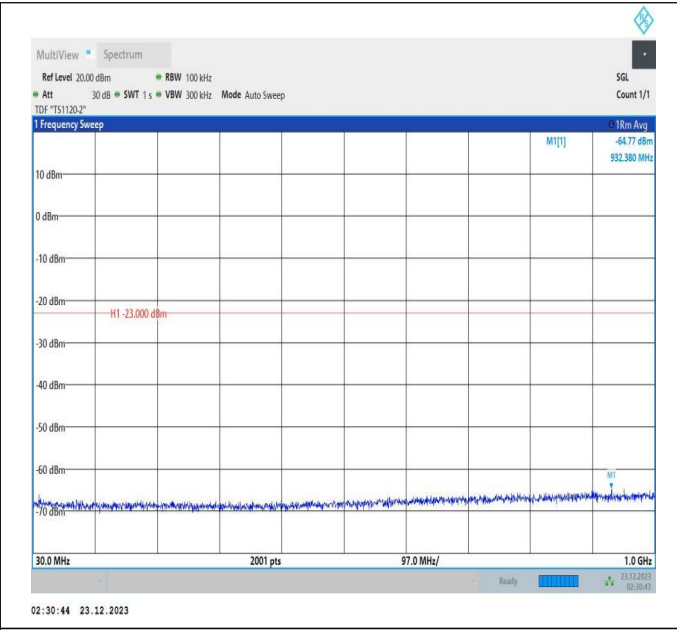 MultiView Spectrum
Ref Level 20.00 dBm RBW 100 kHz SGL
Att 30 dB SWT 1 s VBW 300 kHz Mode Auto Sweep Count 1/1
TDF "TS1120-2"
1 Frequency Sweep 1Rm Avg
M1[1] -64.77 dBm
932.380 MHz
10 dBm
0 dBm
-10 dBm
-20 dBm
H1 -23.000 dBm
-30 dBm
-40 dBm
-50 dBm
-60 dBm
M1
-70 dBm
30.0 MHz 2001 pts 97.0 MHz/ 1.0 GHz
Ready 23.12.2023
02:30:43
02:30:44 23.12.2023